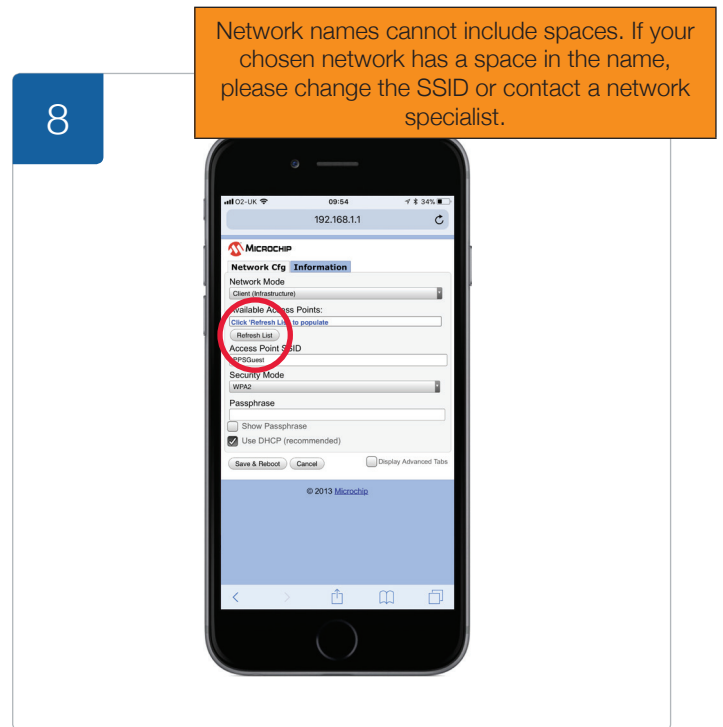 Network names cannot include spaces. If your
chosen network has a space in the name,
please change the SSID or contact a network
specialist.
8
O2-UK 09:54 34%
192.168.1.1
MICROCHIP
Network Cfg Information
Network Mode
Client (Infrastructure)
Available Access Points:
Click 'Refresh List' to populate
Refresh List
Access Point SSID
PPSGuest
Security Mode
WPA2
Passphrase
Show Passphrase
Use DHCP (recommended)
Save & Reboot Cancel Display Advanced Tabs
© 2013 Microchip